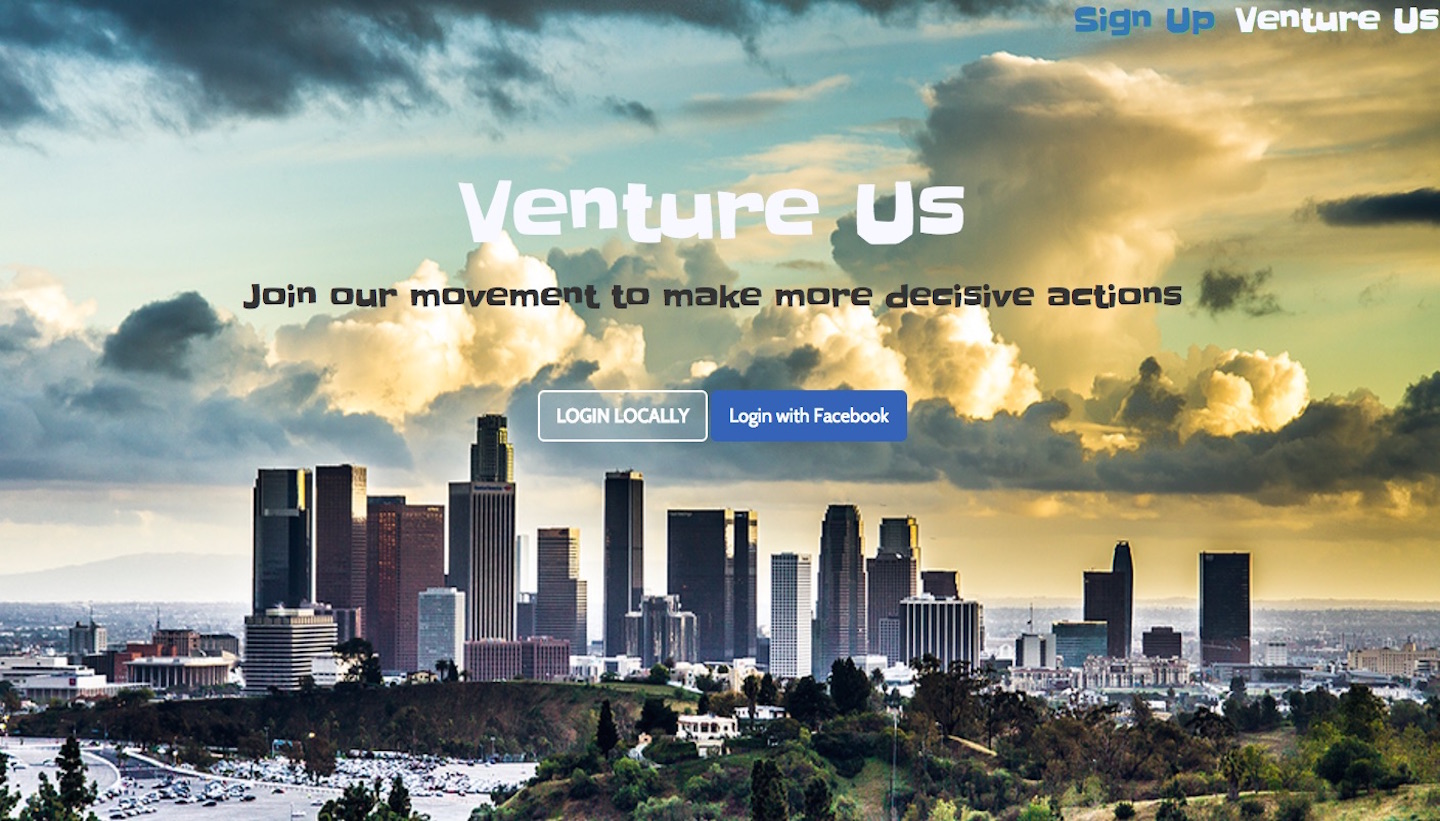 Sign Up Venture Us
Venture Us
Join our movement to make more decisive actions
LOGIN LOCALLY Login with Facebook